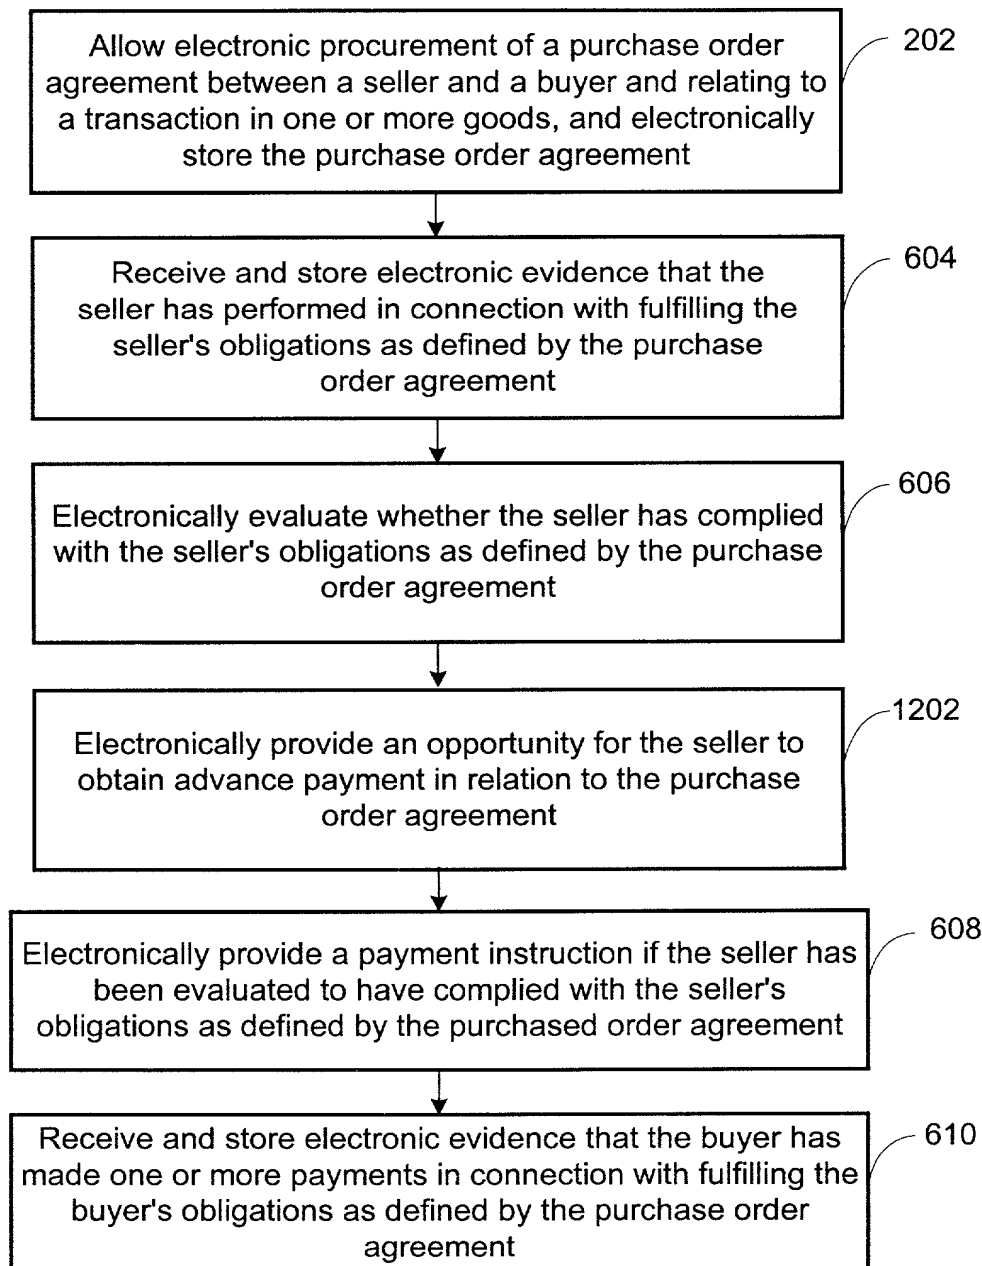 Allow electronic procurement of a purchase order
agreement between a seller and a buyer and relating to
a transaction in one or more goods, and electronically
store the purchase order agreement
202
Receive and store electronic evidence that the
seller has performed in connection with fulfilling the
seller's obligations as defined by the purchase
order agreement
604
Electronically evaluate whether the seller has complied
with the seller's obligations as defined by the purchase
order agreement
606
Electronically provide an opportunity for the seller to
obtain advance payment in relation to the purchase
order agreement
1202
Electronically provide a payment instruction if the seller has
been evaluated to have complied with the seller's
obligations as defined by the purchased order agreement
608
Receive and store electronic evidence that the buyer has
made one or more payments in connection with fulfilling the
buyer's obligations as defined by the purchase order
agreement
610